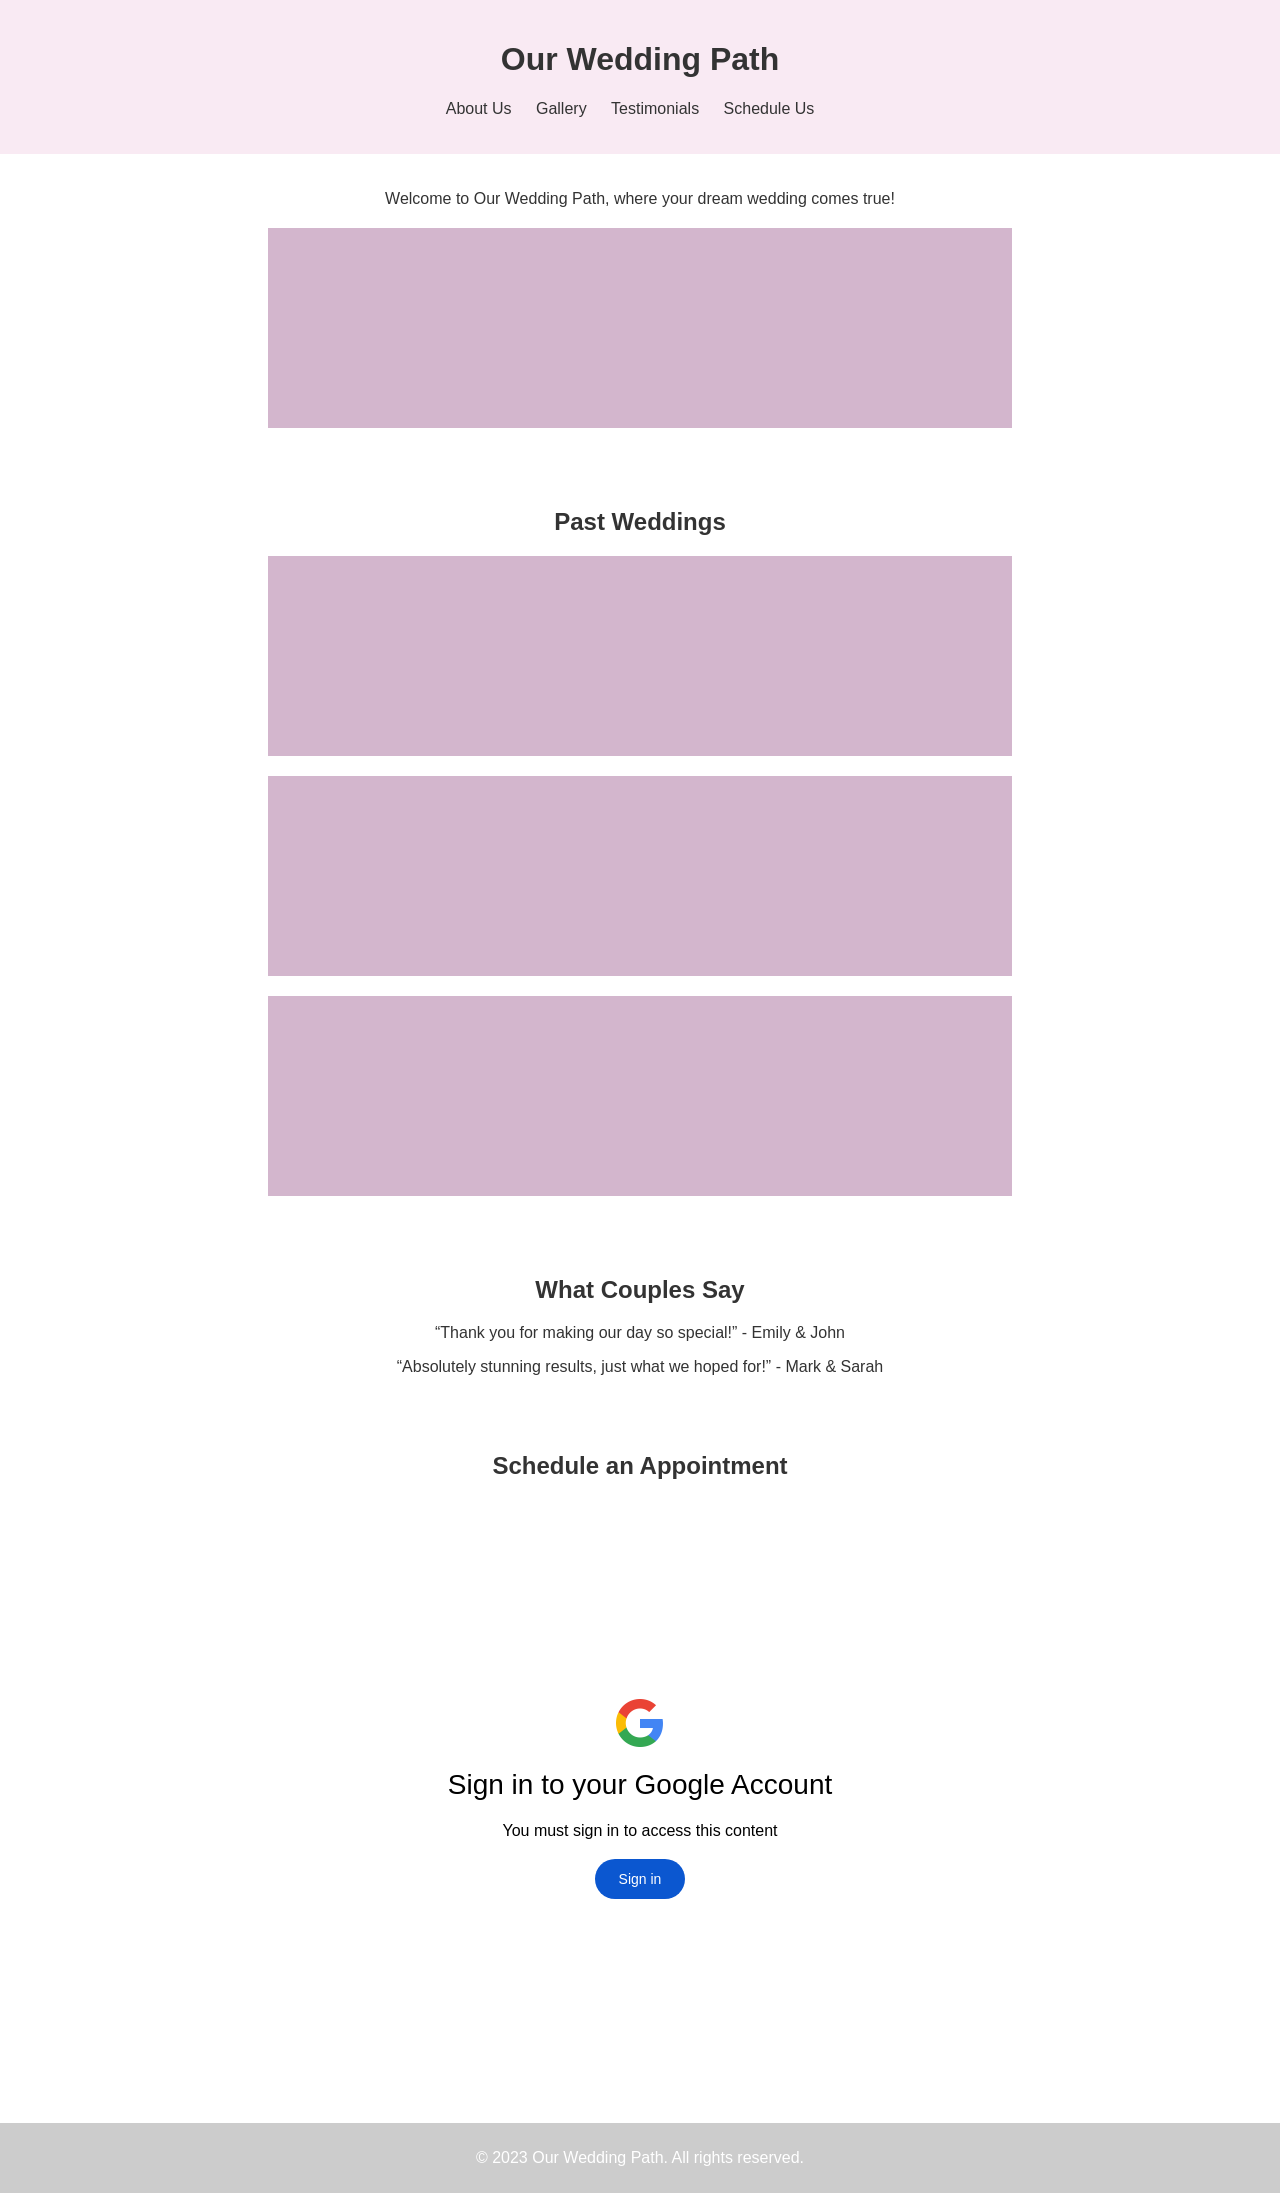 Our Wedding Path
About Us Gallery Testimonials Schedule Us
Welcome to Our Wedding Path, where your dream wedding comes true!
Past Weddings
What Couples Say
“Thank you for making our day so special!” - Emily & John
“Absolutely stunning results, just what we hoped for!” - Mark & Sarah
Schedule an Appointment
Sign in to your Google Account
You must sign in to access this content
Sign in
© 2023 Our Wedding Path. All rights reserved.